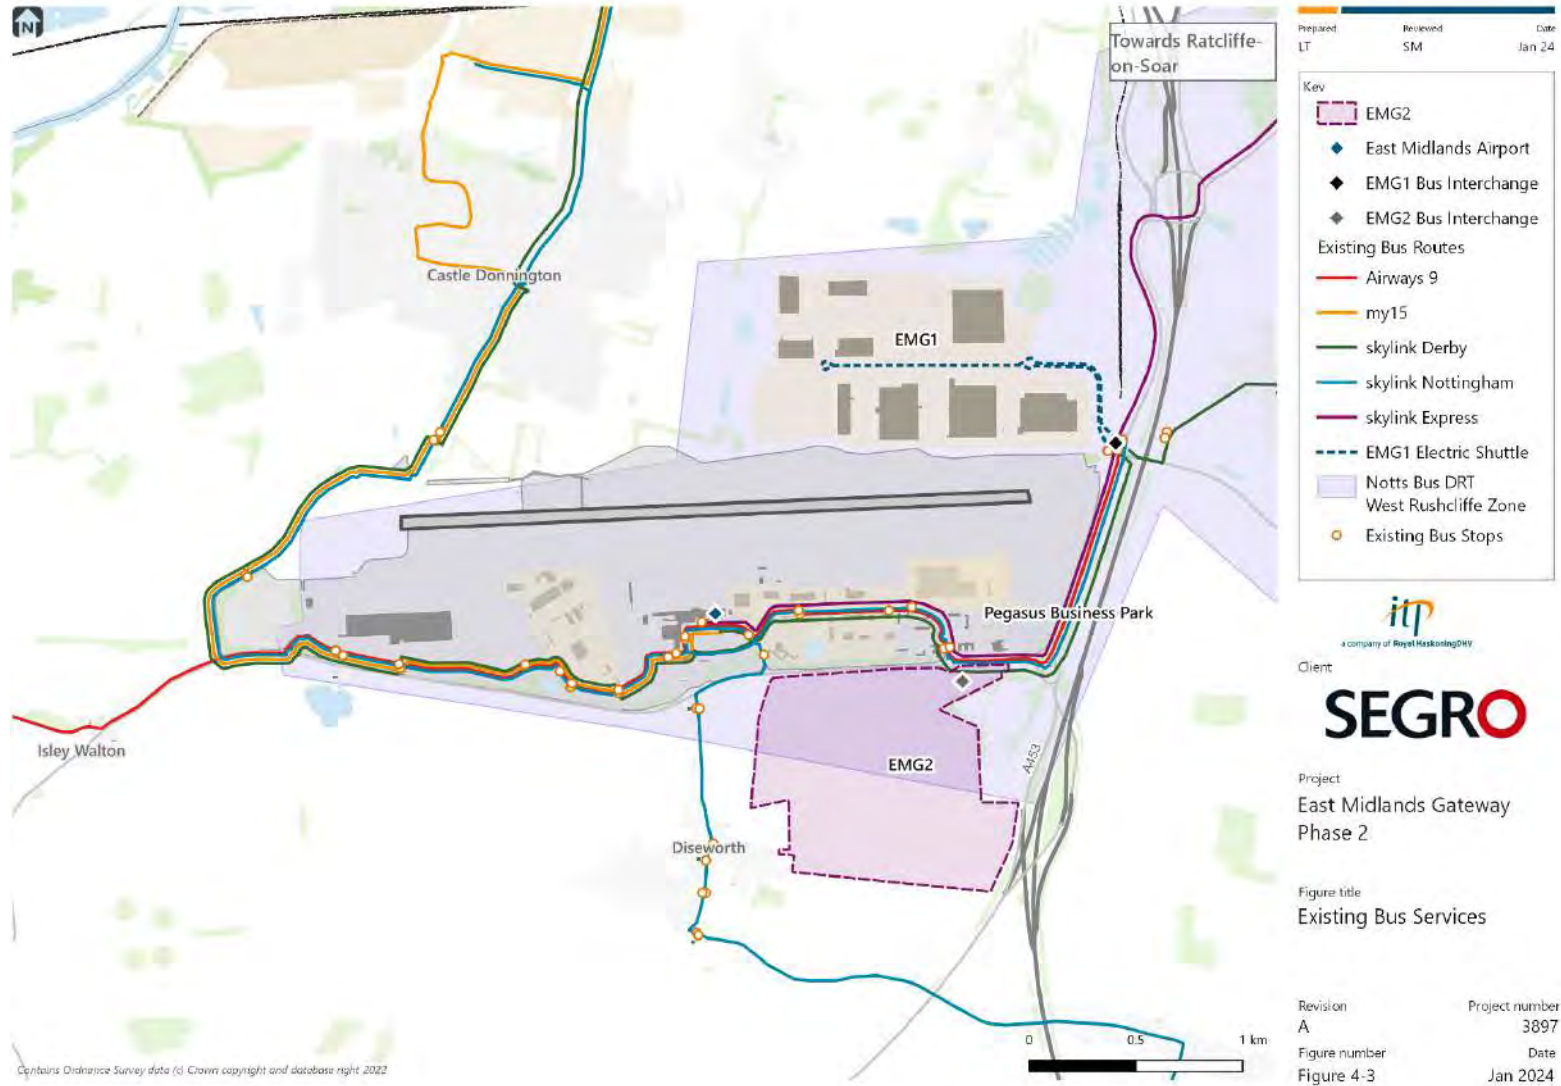 N
Towards Ratcliffe-
on-Soar
Castle Donnington
EMG1
Pegasus Business Park
Isley Walton
EMG2
A453
Diseworth
0 0.5 1 km
Contains Ordnance Survey data (c) Crown copyright and database right 2022
Prepared Reviewed Date
LT SM Jan 24
Key
EMG2
East Midlands Airport
EMG1 Bus Interchange
EMG2 Bus Interchange
Existing Bus Routes
Airways 9
my15
skylink Derby
skylink Nottingham
skylink Express
EMG1 Electric Shuttle
Notts Bus DRT
West Rushcliffe Zone
Existing Bus Stops
itp
a company of Royal HaskoningDHV
Client
SEGRO
Project
East Midlands Gateway
Phase 2
Figure title
Existing Bus Services
Revision Project number
A 3897
Figure number Date
Figure 4-3 Jan 2024